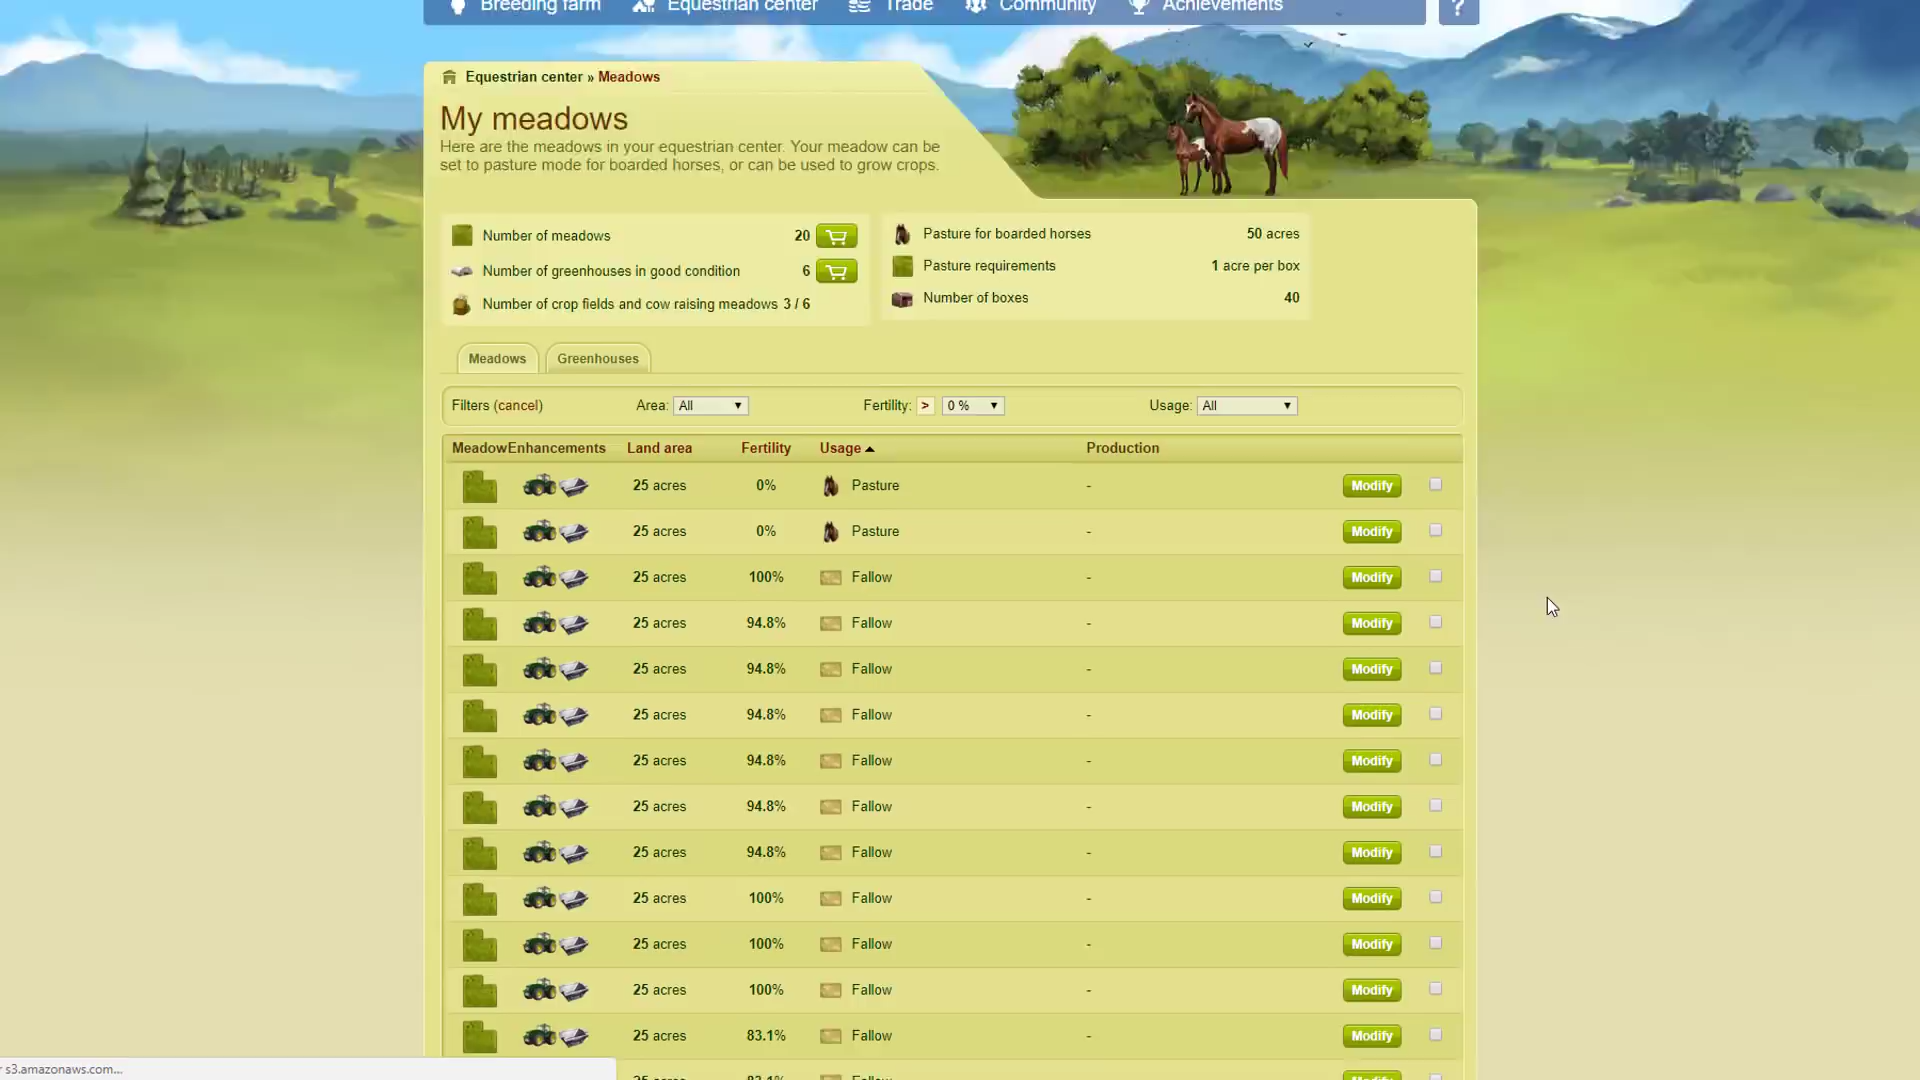 Breeding farm Equestrian center Trade Community Achievements ?
Equestrian center » Meadows
My meadows
Here are the meadows in your equestrian center. Your meadow can be
set to pasture mode for boarded horses, or can be used to grow crops.
Number of meadows 20
Number of greenhouses in good condition 6
Number of crop fields and cow raising meadows 3 / 6
Pasture for boarded horses 50 acres
Pasture requirements 1 acre per box
Number of boxes 40
Meadows Greenhouses
Filters (cancel) Area: All Fertility: > 0 % Usage: All
Meadow Enhancements Land area Fertility Usage Production
25 acres 0% Pasture - Modify
25 acres 0% Pasture - Modify
25 acres 100% Fallow - Modify
25 acres 94.8% Fallow - Modify
25 acres 94.8% Fallow - Modify
25 acres 94.8% Fallow - Modify
25 acres 94.8% Fallow - Modify
25 acres 94.8% Fallow - Modify
25 acres 94.8% Fallow - Modify
25 acres 100% Fallow - Modify
25 acres 100% Fallow - Modify
25 acres 100% Fallow - Modify
25 acres 83.1% Fallow - Modify
25 acres 83.1% Fallow Modify
s3.amazonaws.com...